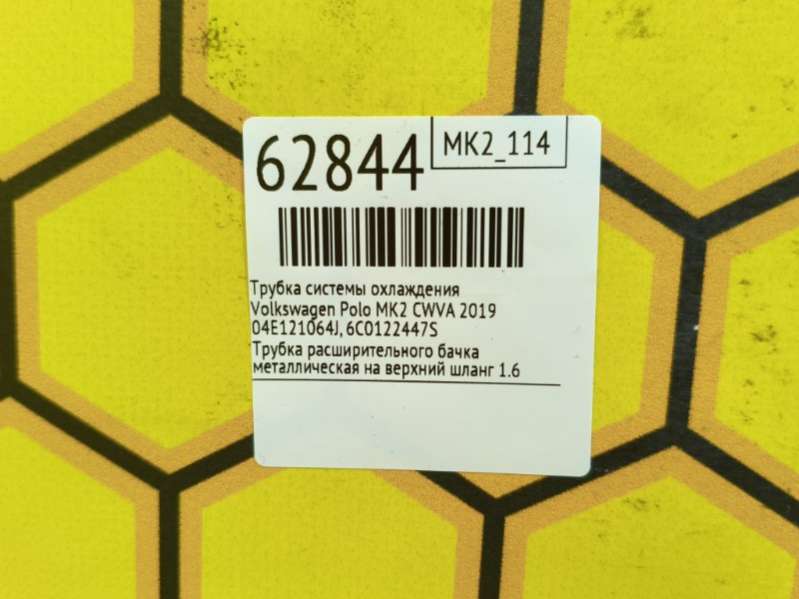 62844
MK2_114
Трубка системы охлаждения
Volkswagen Polo MK2 CWVA 2019
04E121064J, 6C0122447S
Трубка расширительного бачка
металлическая на верхний шланг 1.6